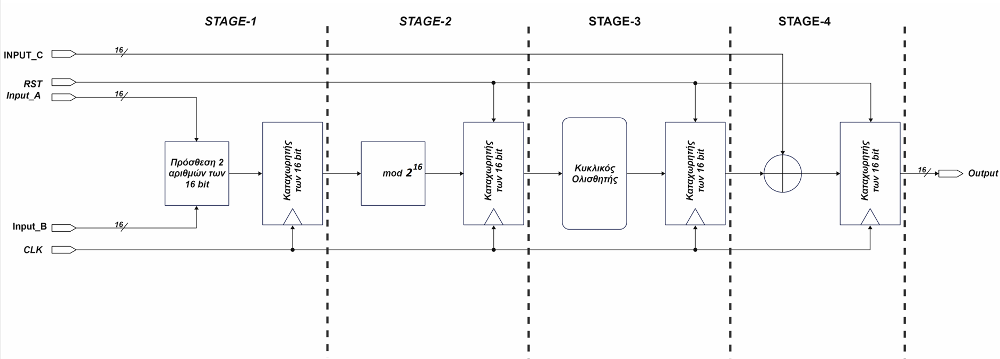 STAGE-1
STAGE-2
STAGE-3
STAGE-4
INPUT_C
16
RST
Input_A
16
Πρόσθεση 2
αριθμών των
16 bit
Καταχωρητής
των 16 bit
mod 2^16
Καταχωρητής
των 16 bit
Κυκλικός
Ολισθητής
Καταχωρητής
των 16 bit
Καταχωρητής
των 16 bit
16
Output
Input_B
16
CLK